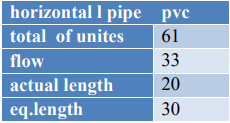 horizontal l pipe pvc
total of unites 61
flow 33
actual length 20
eq.length 30